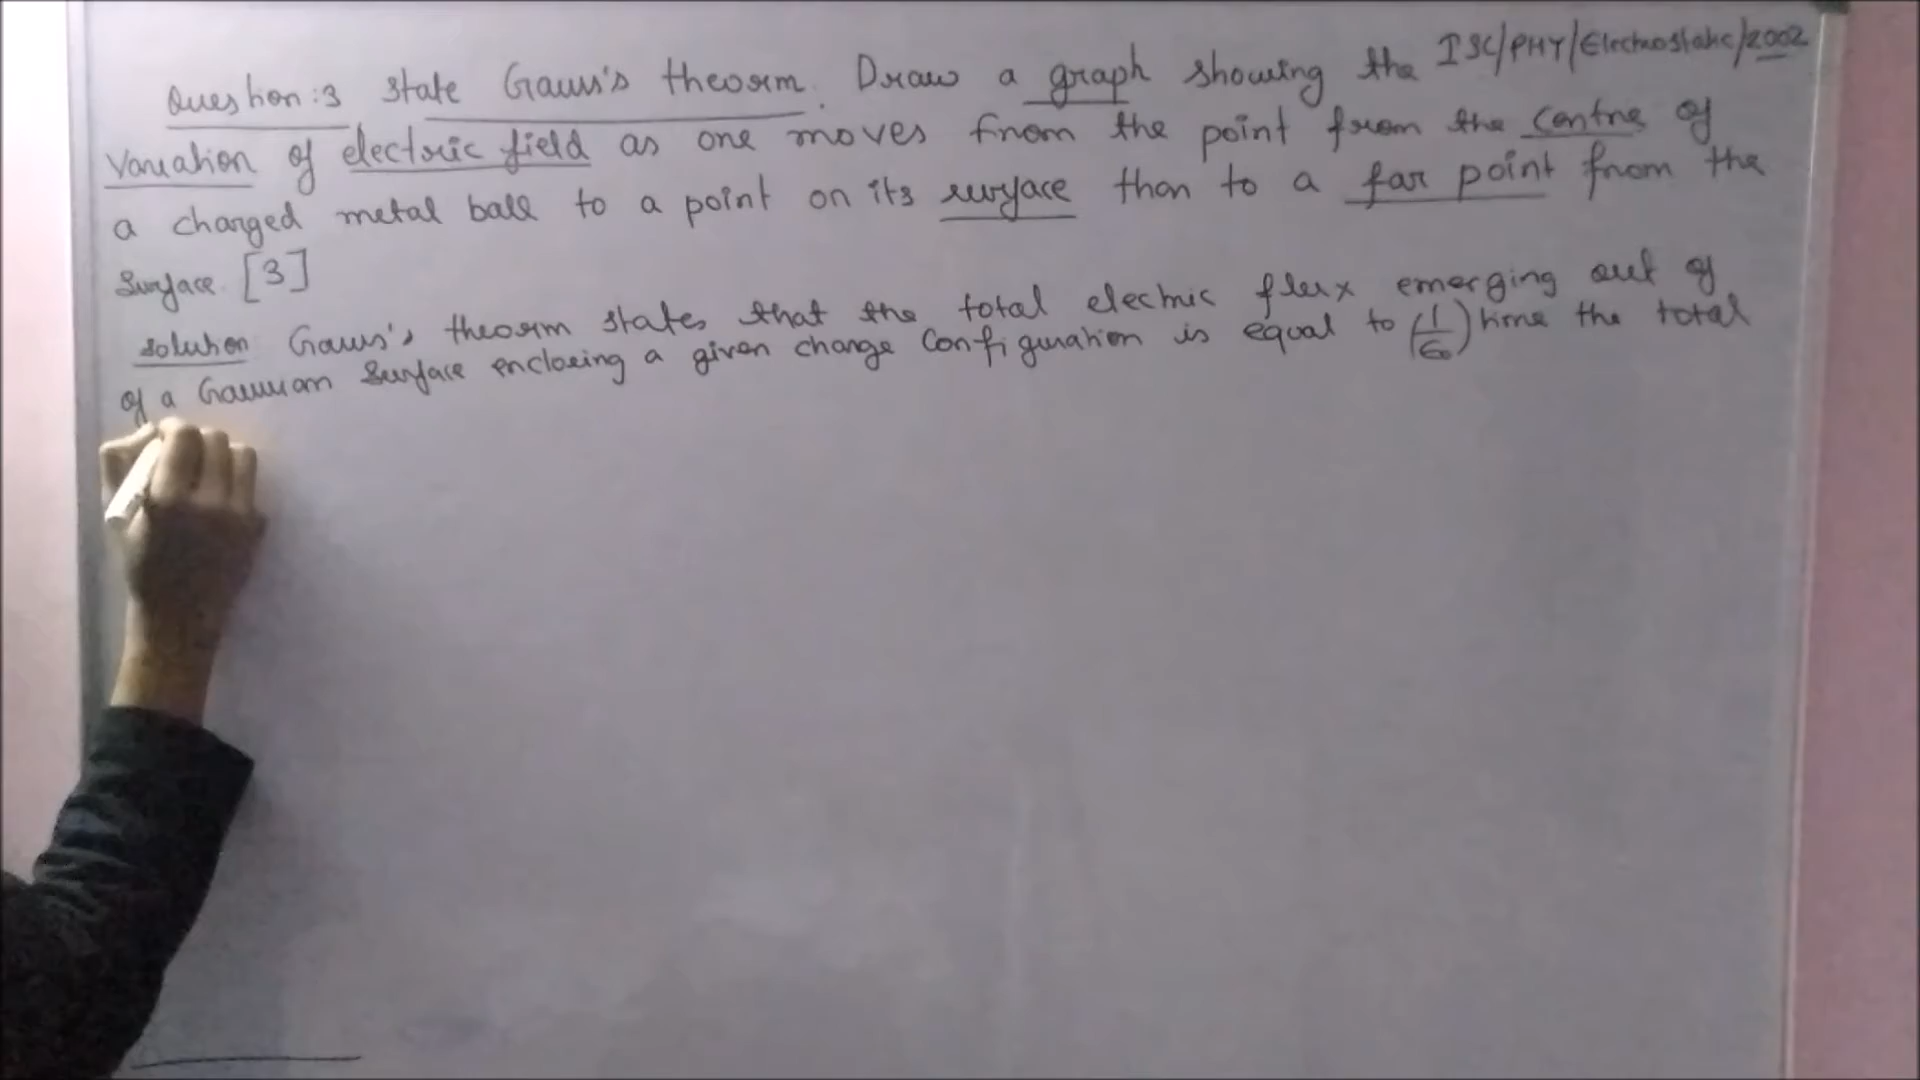 Question:3 State Gauss's theorm. Draw a graph showing the ISC/PHY/Electrostatic/2002
variation of electric field as one moves from the point from the centre of
a charged metal ball to a point on its surface than to a far point from the
Surface. [3]
Solution Gauss's theorm states that the total electric flux emerging out of
of a Gaussian Surface enclosing a given charge Configuration is equal to (1/ε0) time the total